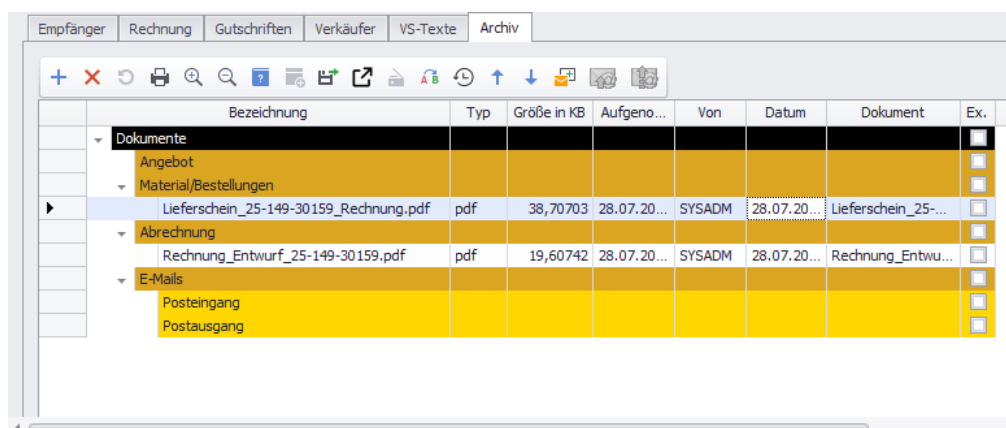 Empfänger Rechnung Gutschriften Verkäufer VS-Texte Archiv
Bezeichnung Typ Größe in KB Aufgeno... Von Datum Dokument Ex.
Dokumente
Angebot
Material/Bestellungen
Lieferschein_25-149-30159_Rechnung.pdf pdf 38,70703 28.07.20... SYSADM 28.07.20... Lieferschein_25-...
Abrechnung
Rechnung_Entwurf_25-149-30159.pdf pdf 19,60742 28.07.20... SYSADM 28.07.20... Rechnung_Entwu...
E-Mails
Posteingang
Postausgang